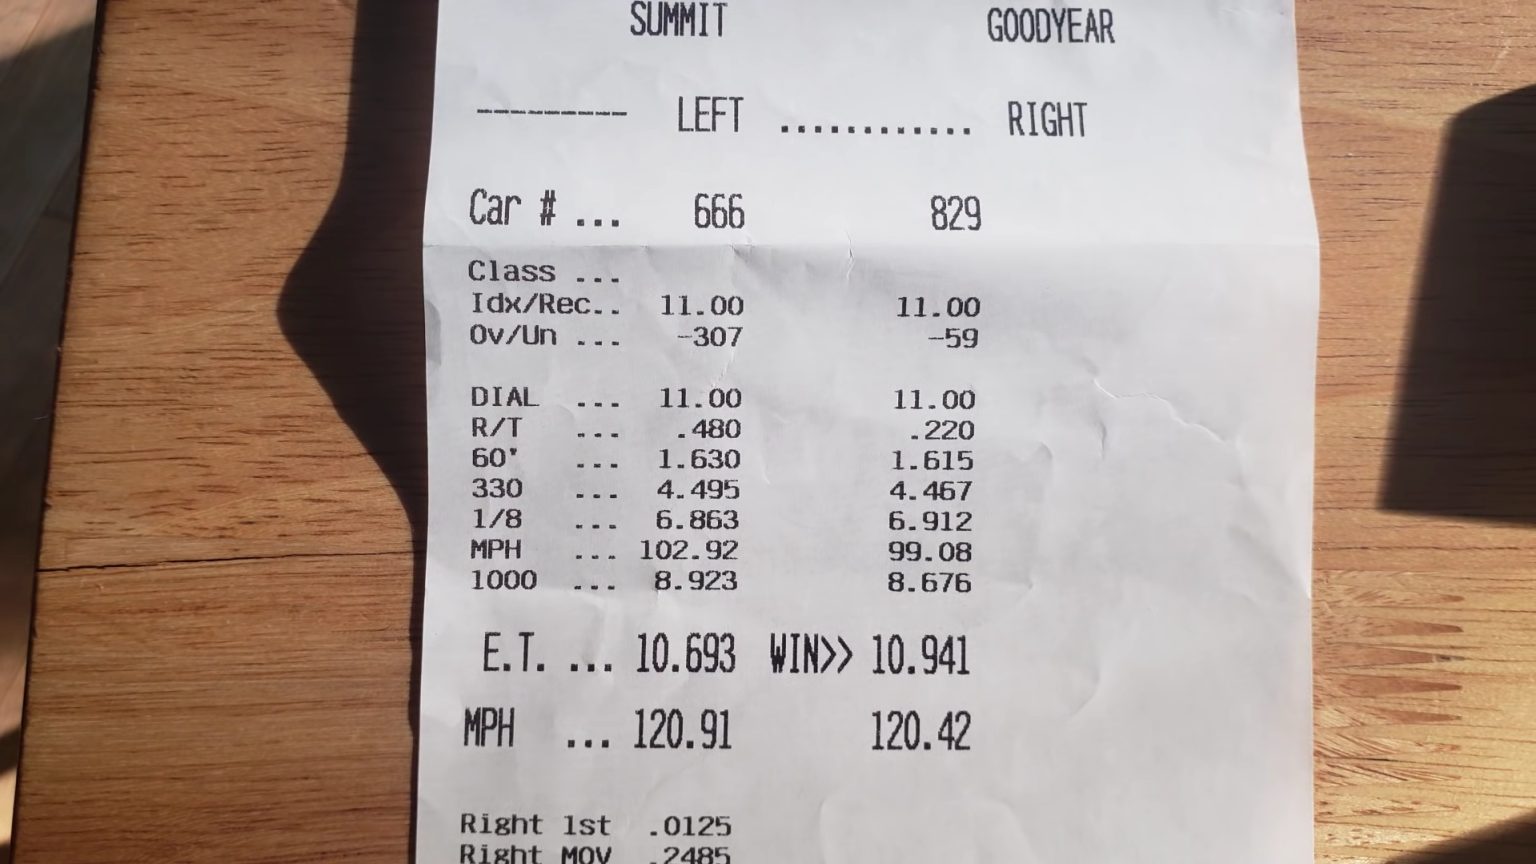 SUMMIT GOODYEAR
---------- LEFT ............ RIGHT
Car # ... 666 829
Class ...
Idx/Rec.. 11.00 11.00
Ov/Un ... -307 -59
DIAL ... 11.00 11.00
R/T ... .480 .220
60' ... 1.630 1.615
330 ... 4.495 4.467
1/8 ... 6.863 6.912
MPH ... 102.92 99.08
1000 ... 8.923 8.676
E.T. ... 10.693 WIN>> 10.941
MPH ... 120.91 120.42
Right 1st .0125
Right MOV .2485